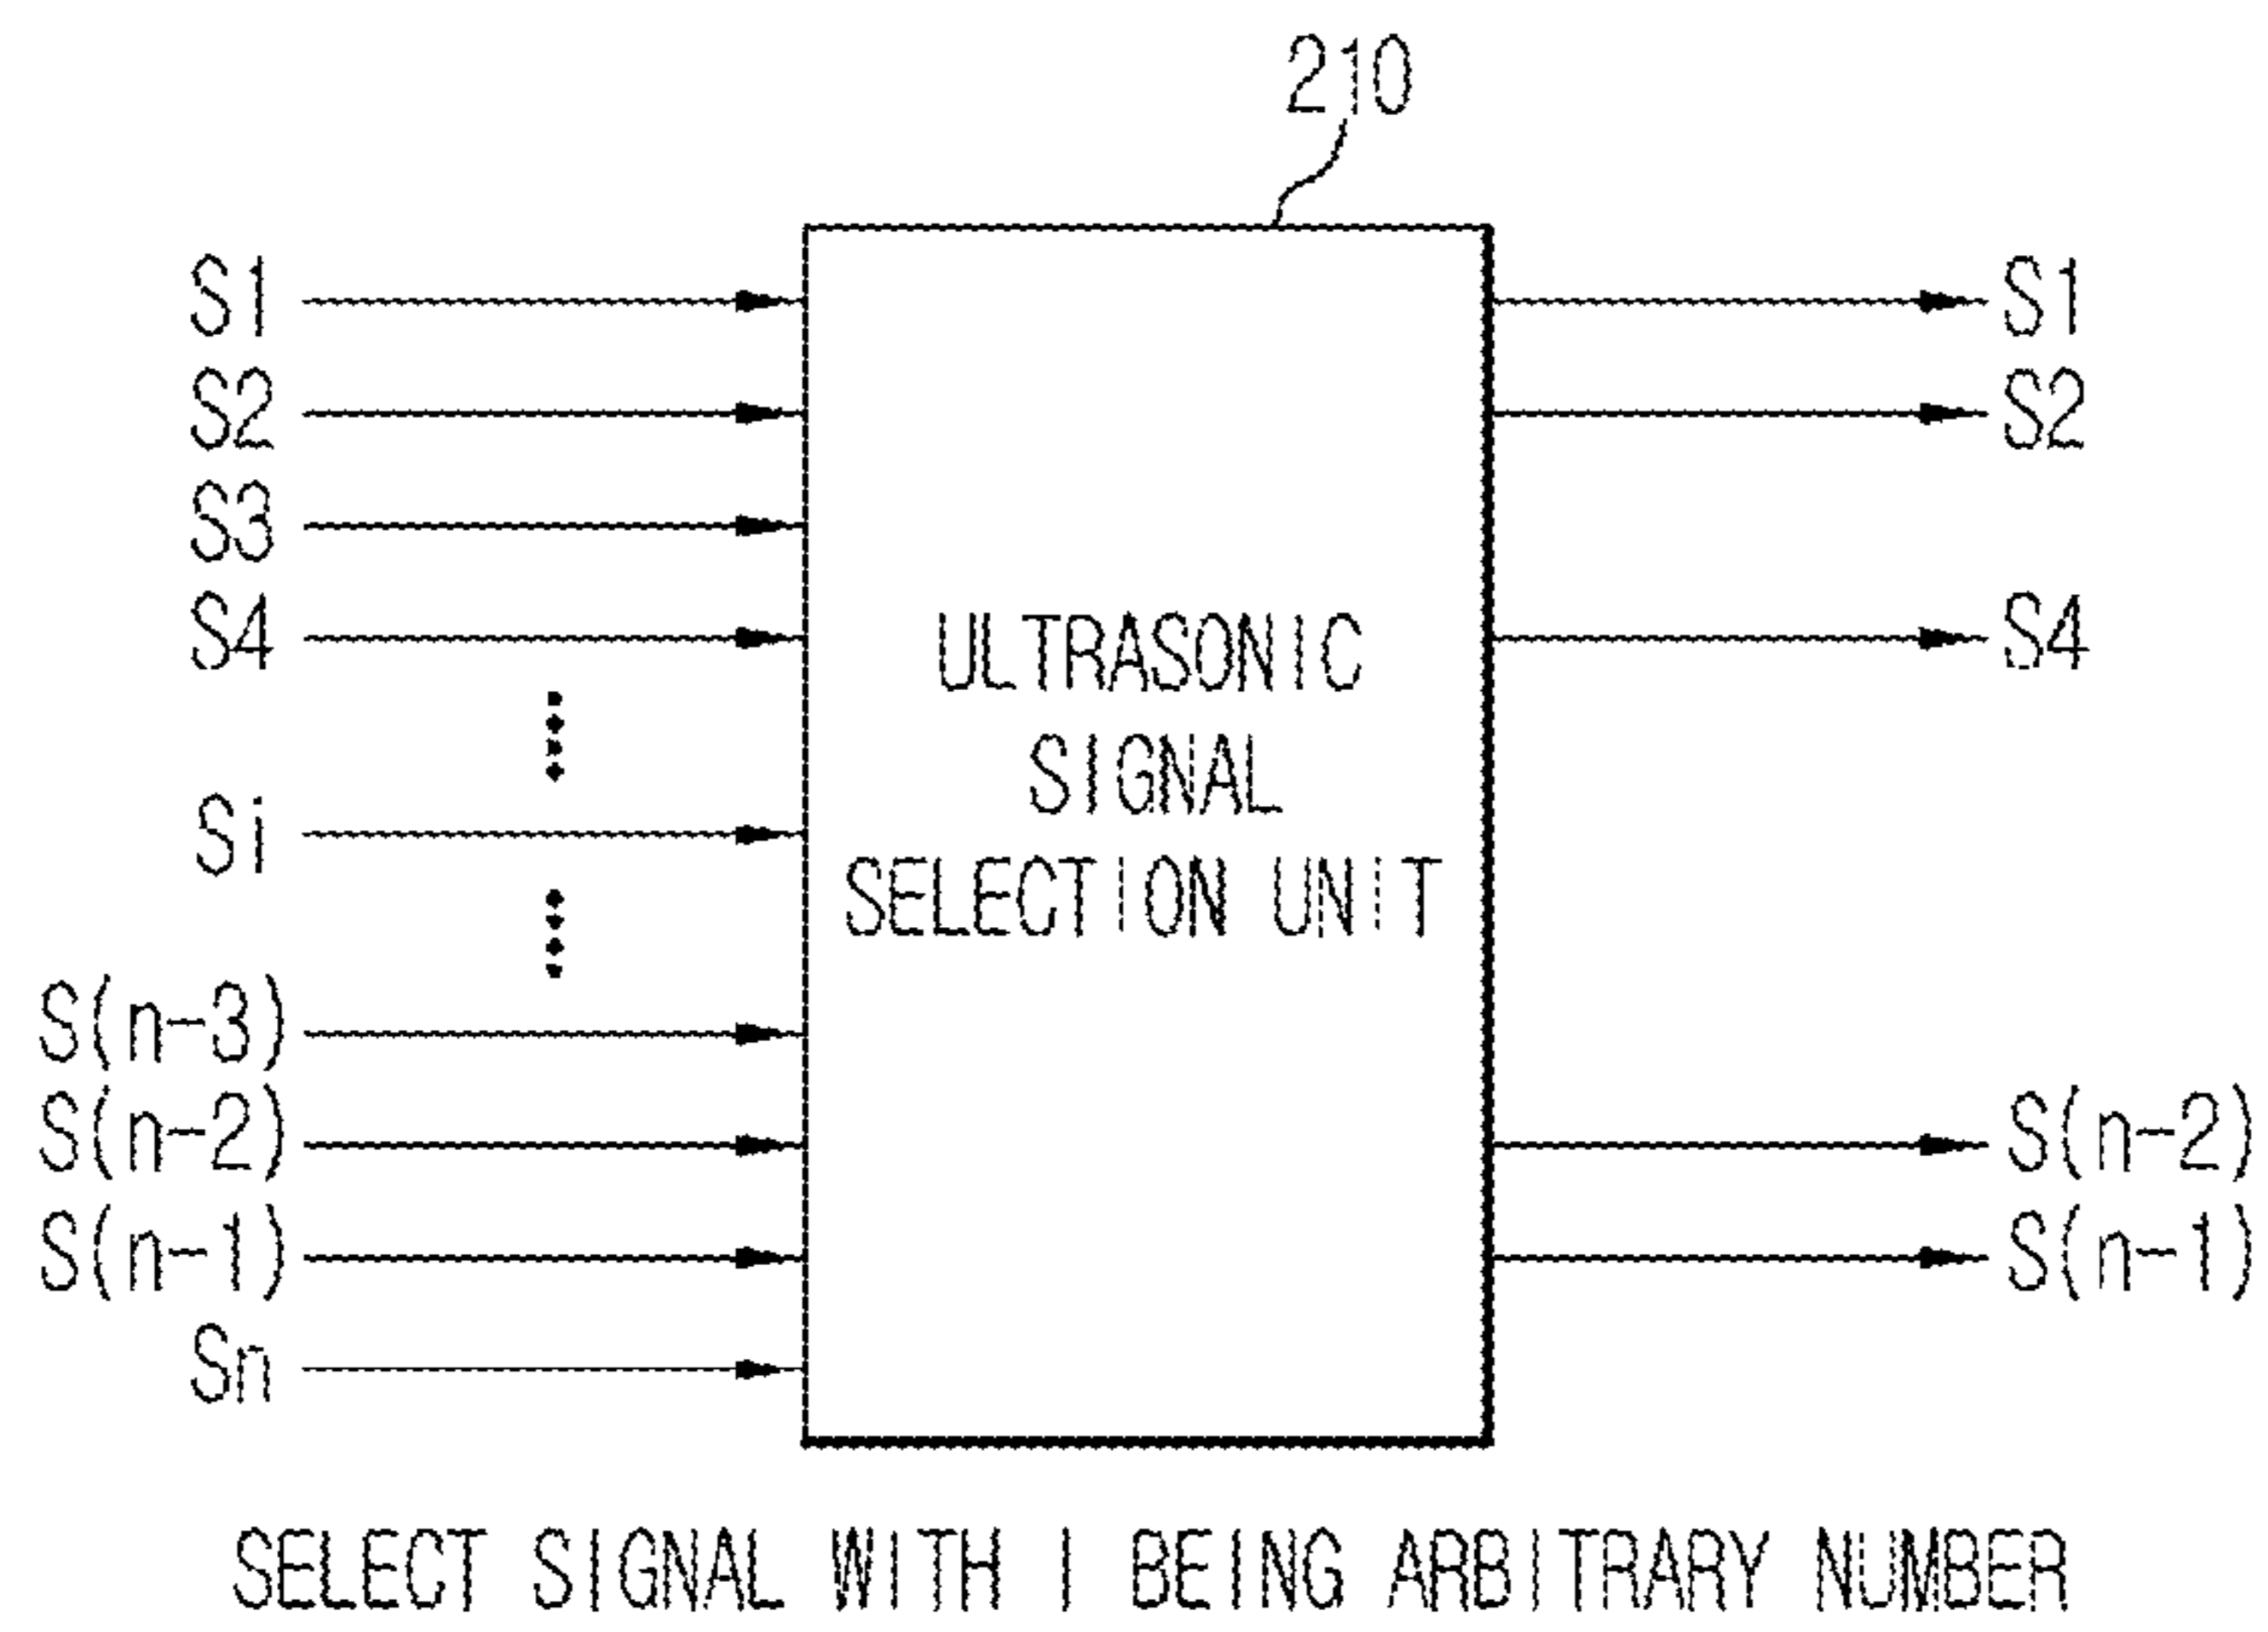 210
S1
S2
S3
S4
Si
S(n-3)
S(n-2)
S(n-1)
Sn
ULTRASONIC
SIGNAL
SELECTION UNIT
S1
S2
S4
S(n-2)
S(n-1)
SELECT SIGNAL WITH I BEING ARBITRARY NUMBER